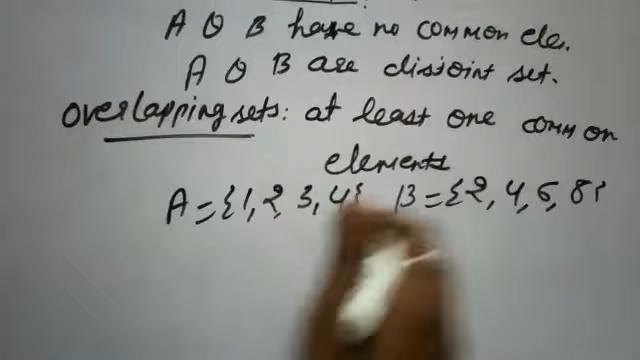 A & B have no common ele.
A & B are disjoint set.
Overlapping sets: at least one common
elements
A = {1, 2, 3, 4} B = {2, 4, 6, 8}